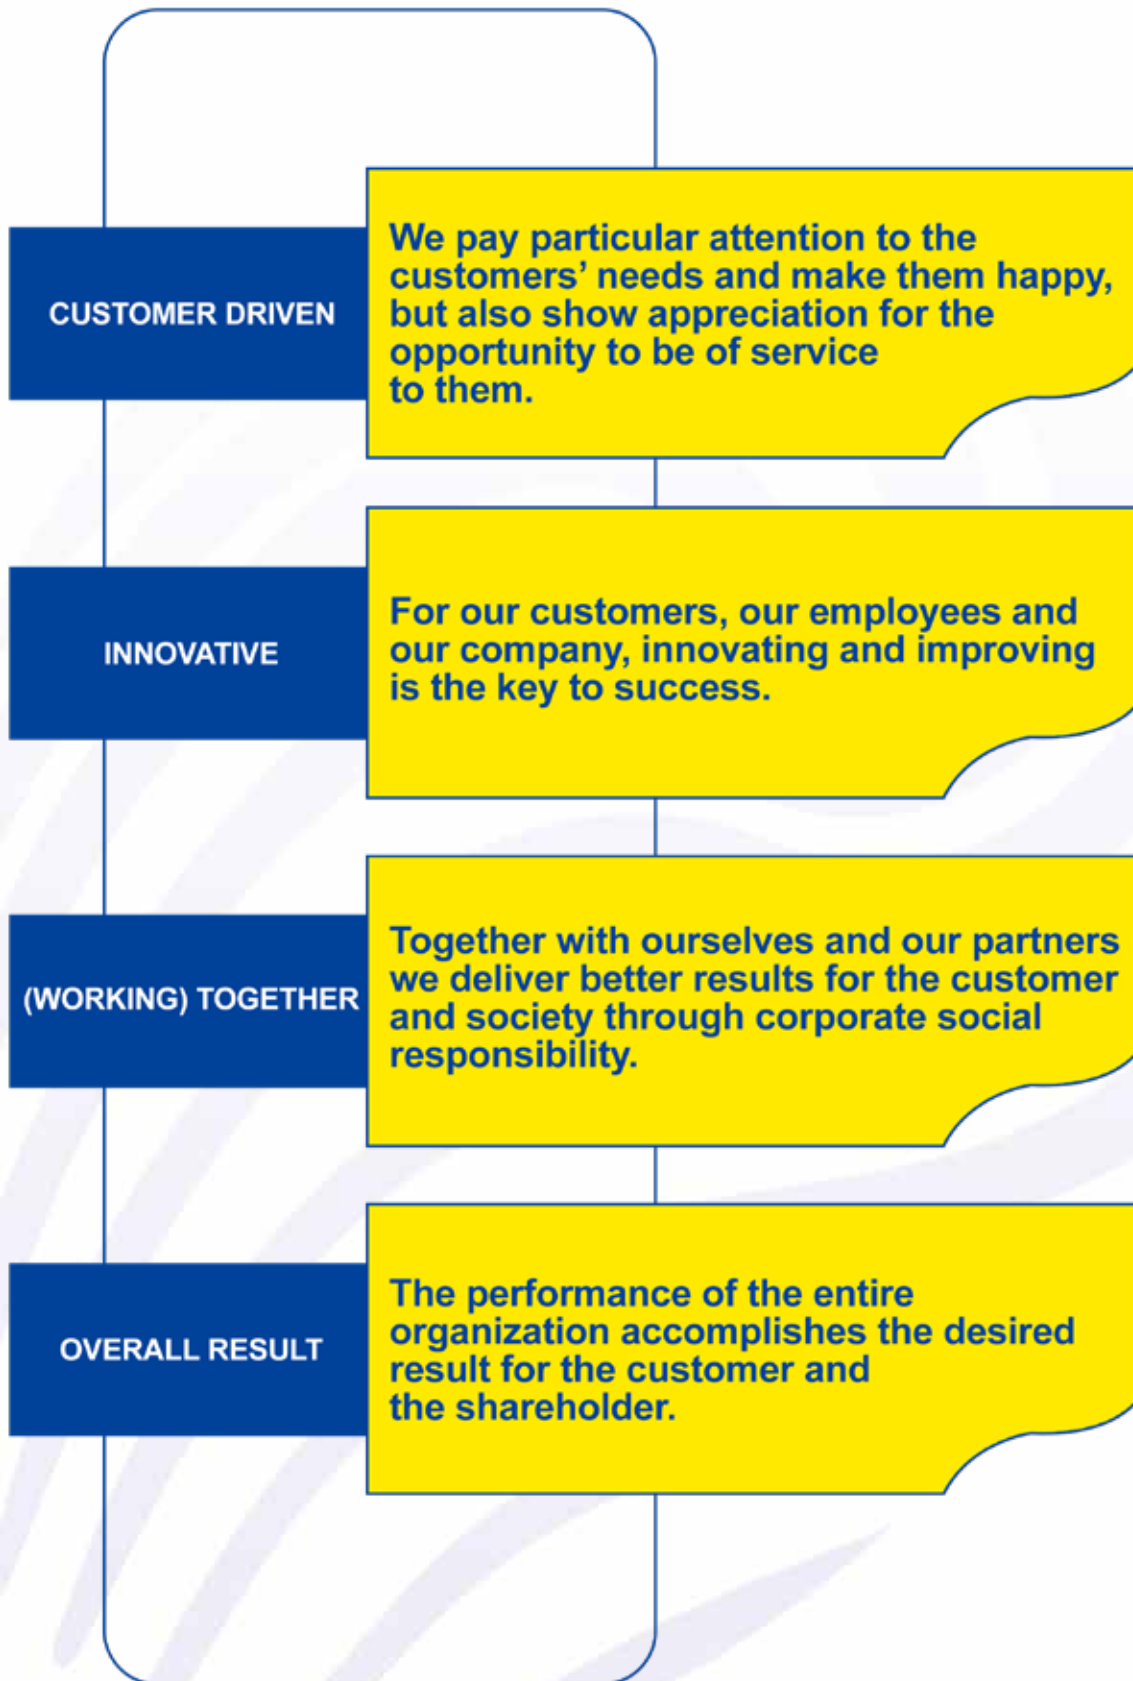 CUSTOMER DRIVEN
We pay particular attention to the
customers’ needs and make them happy,
but also show appreciation for the
opportunity to be of service
to them.
INNOVATIVE
For our customers, our employees and
our company, innovating and improving
is the key to success.
(WORKING) TOGETHER
Together with ourselves and our partners
we deliver better results for the customer
and society through corporate social
responsibility.
OVERALL RESULT
The performance of the entire
organization accomplishes the desired
result for the customer and
the shareholder.